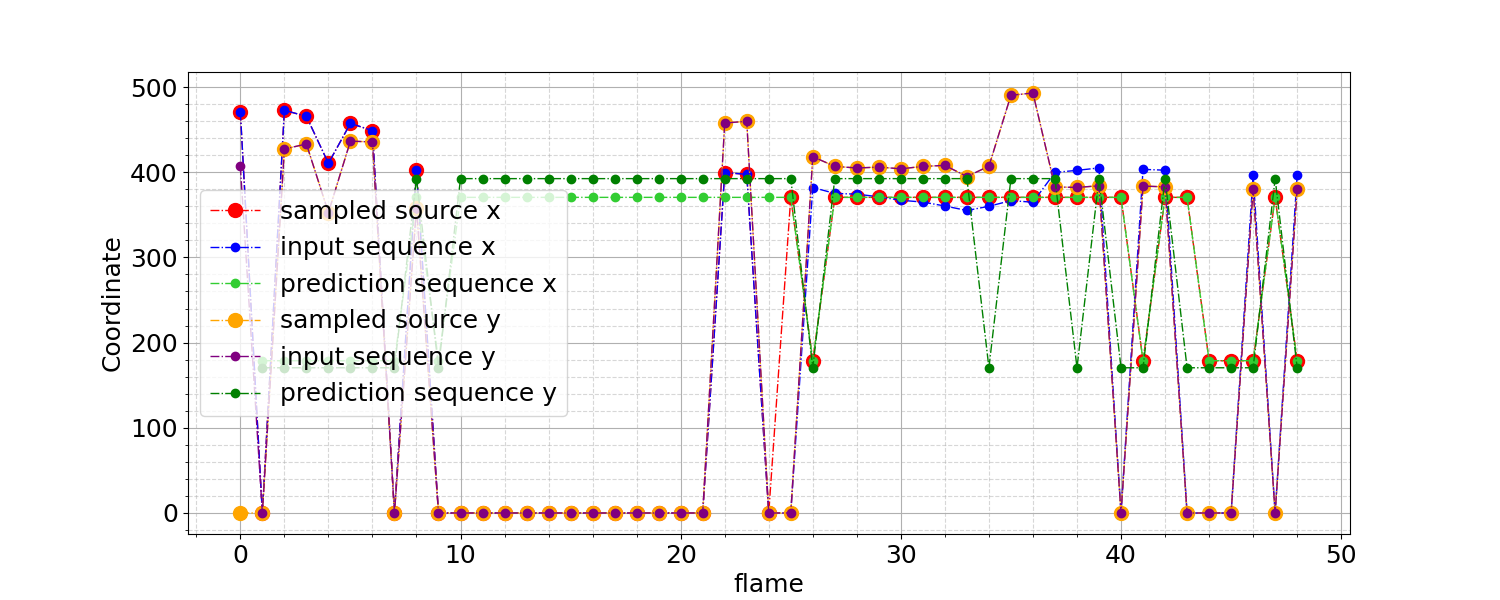 500
400
300
200
100
0
Coordinate
sampled source x
input sequence x
prediction sequence x
sampled source y
input sequence y
prediction sequence y
0 10 20 30 40 50
flame